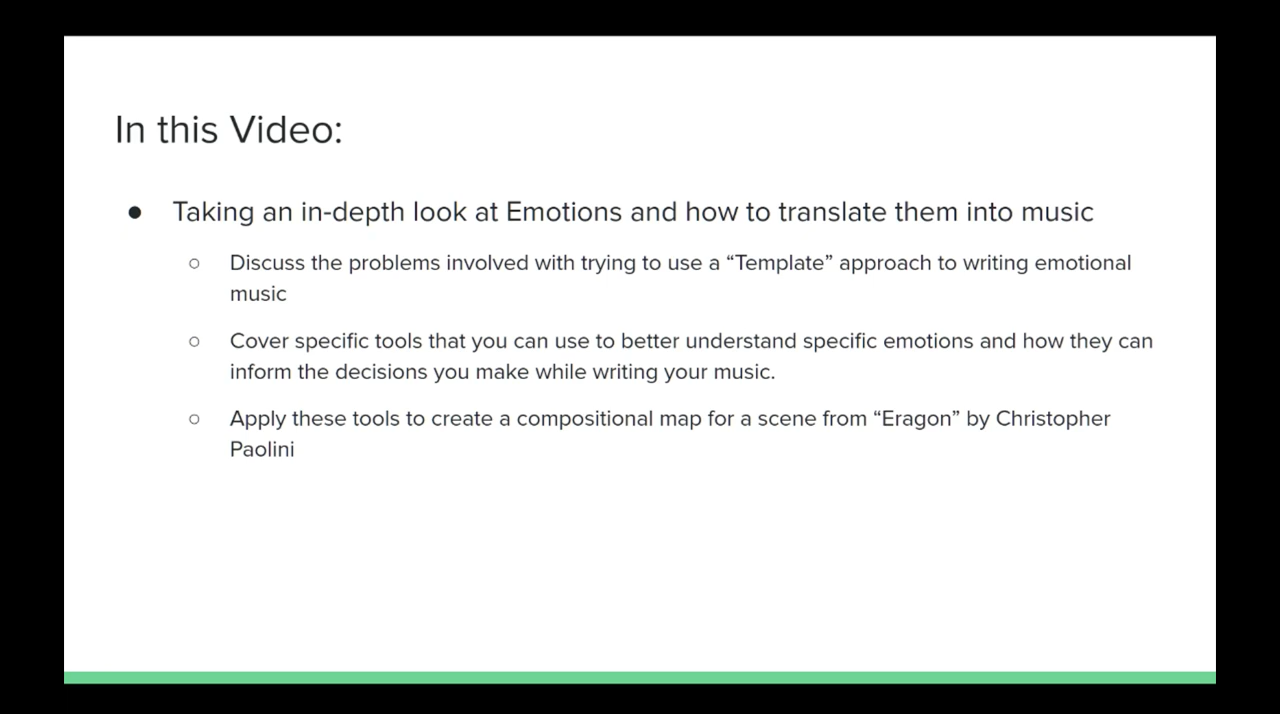 In this Video:
● Taking an in-depth look at Emotions and how to translate them into music
○ Discuss the problems involved with trying to use a “Template” approach to writing emotional
music
○ Cover specific tools that you can use to better understand specific emotions and how they can
inform the decisions you make while writing your music.
○ Apply these tools to create a compositional map for a scene from “Eragon” by Christopher
Paolini